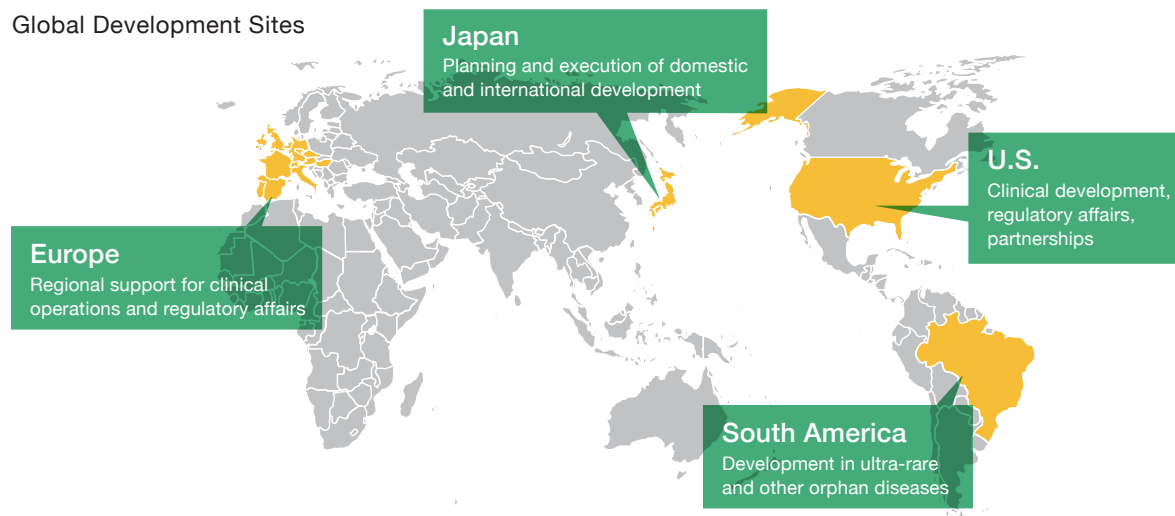 Global Development Sites
Japan
Planning and execution of domestic
and international development
U.S.
Clinical development,
regulatory affairs,
partnerships
Europe
Regional support for clinical
operations and regulatory affairs
South America
Development in ultra-rare
and other orphan diseases